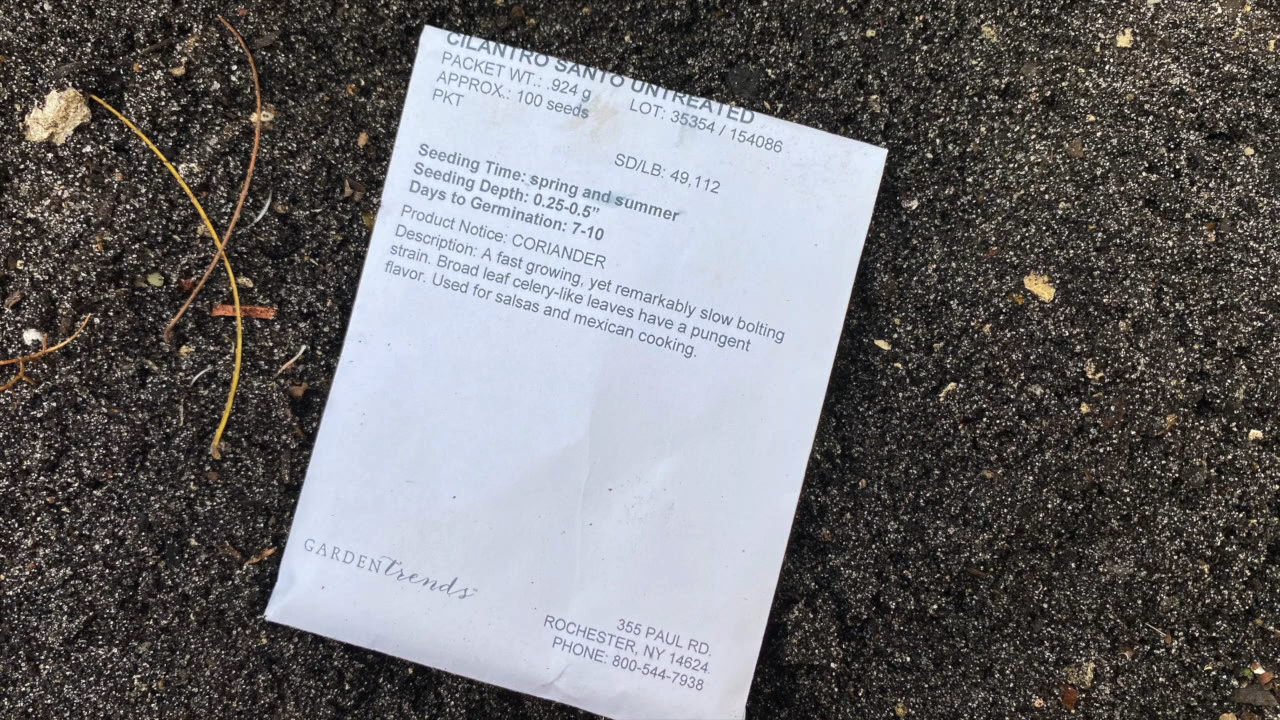 CILANTRO SANTO UNTREATED
PACKET WT.: .924 g LOT: 35354 / 154086
APPROX.: 100 seeds
PKT
SD/LB: 49,112
Seeding Time: spring and summer
Seeding Depth: 0.25-0.5”
Days to Germination: 7-10
Product Notice: CORIANDER
Description: A fast growing, yet remarkably slow bolting
strain. Broad leaf celery-like leaves have a pungent
flavor. Used for salsas and mexican cooking.
GARDENtrends™
355 PAUL RD.
ROCHESTER, NY 14624
PHONE: 800-544-7938